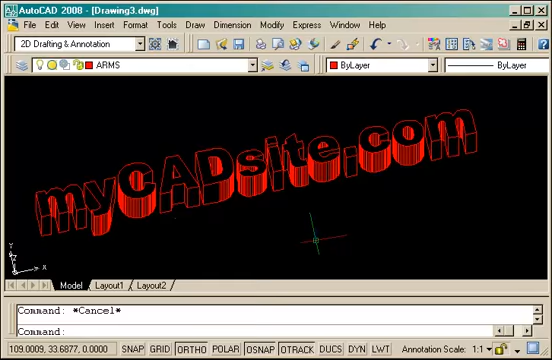 AutoCAD 2008 - [Drawing3.dwg]
File Edit View Insert Format Tools Draw Dimension Modify Express Window Help
2D Drafting & Annotation
ARMS ByLayer ByLayer
myCADsite.com
Y
Z
X
Model Layout1 Layout2
Command: *Cancel*
Command:
109.0009, 33.6877, 0.0000 SNAP GRID ORTHO POLAR OSNAP OTRACK DUCS DYN LWT Annotation Scale: 1:1